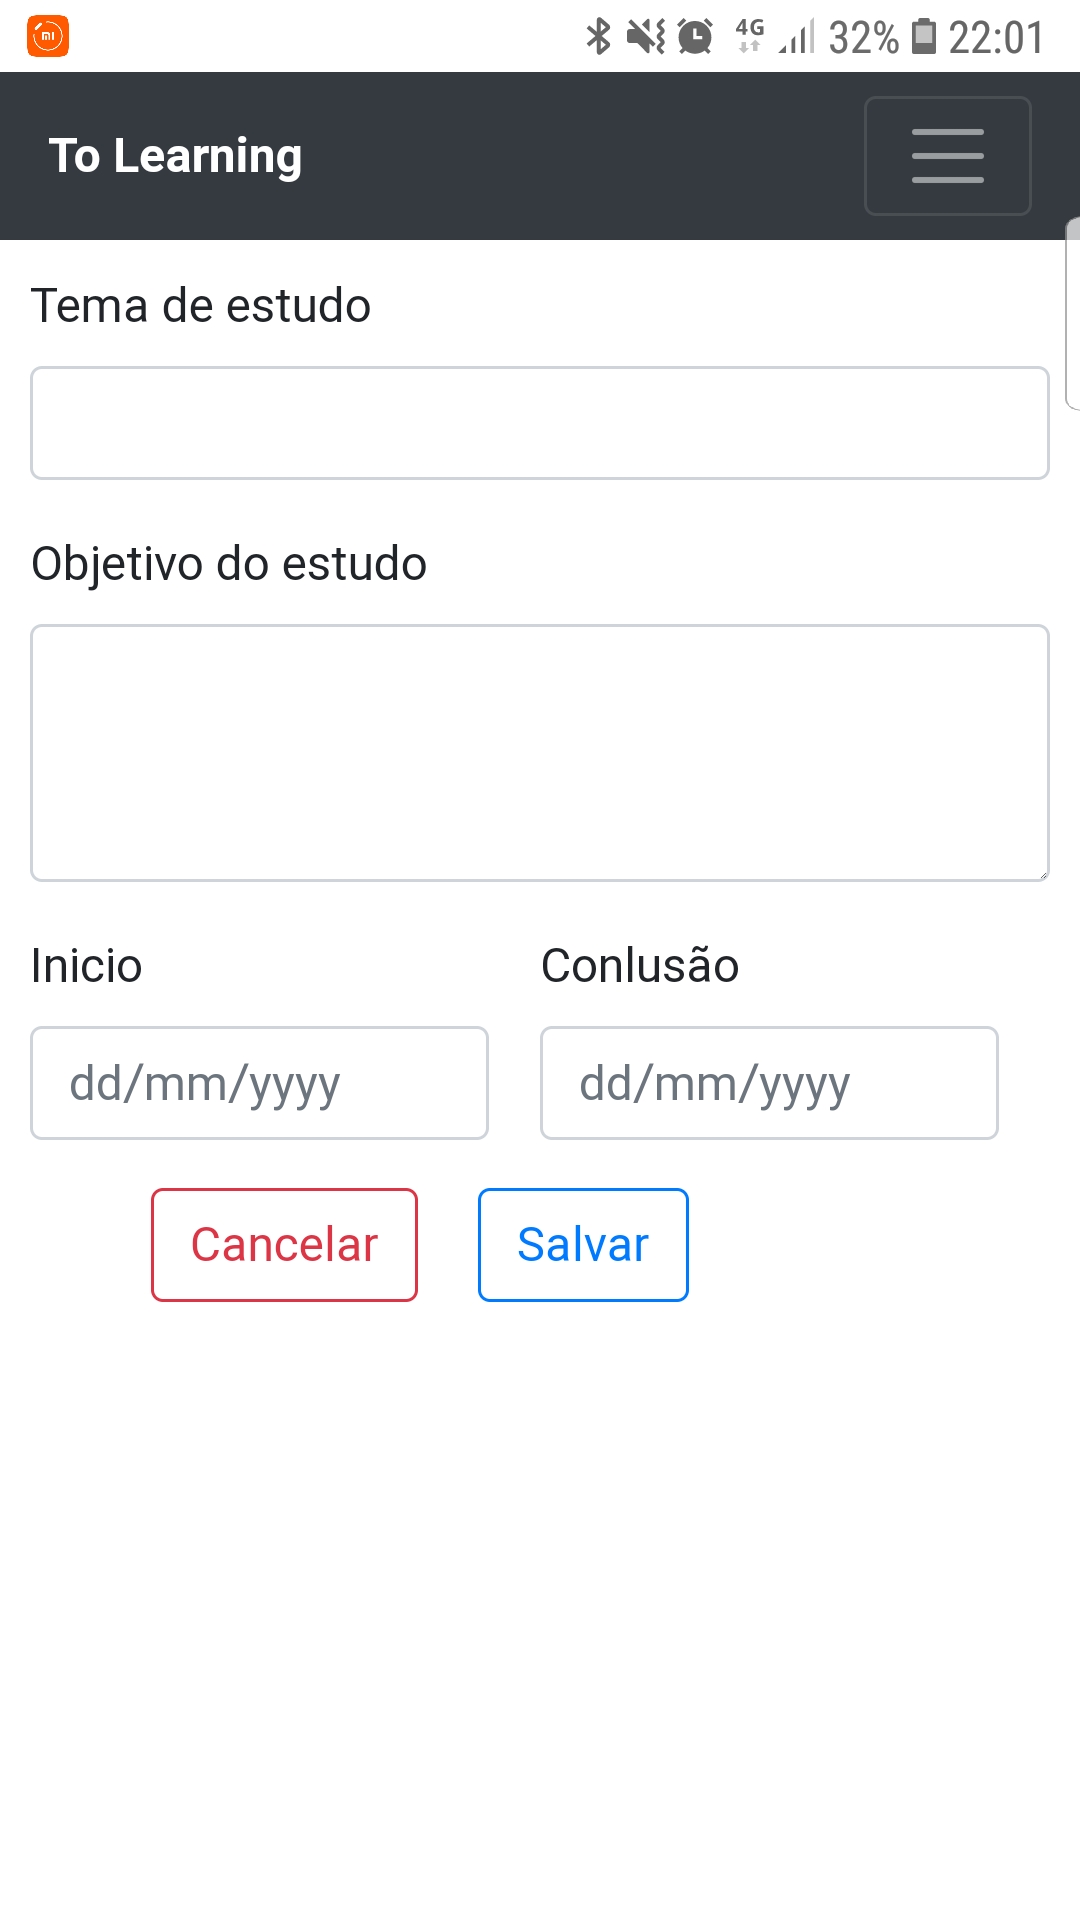 4G 32% 22:01
To Learning
Tema de estudo
Objetivo do estudo
Inicio Conlusão
dd/mm/yyyy dd/mm/yyyy
Cancelar Salvar